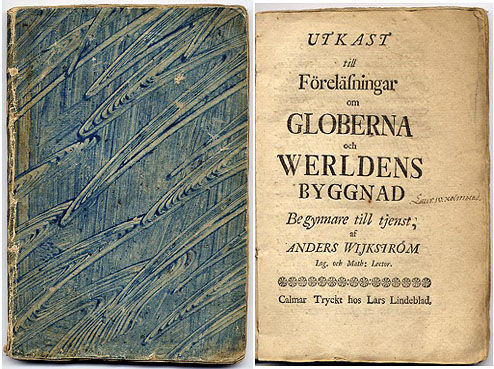 UTKAST
till
Föreläſningar
om
GLOBERNA
och
WERLDENS
BYGGNAD
Begynnare till tjenst,
af
ANDERS WIJKSTRÖM
Log. och Math: Lector.
Calmar Tryckt hos Lars Lindeblad,